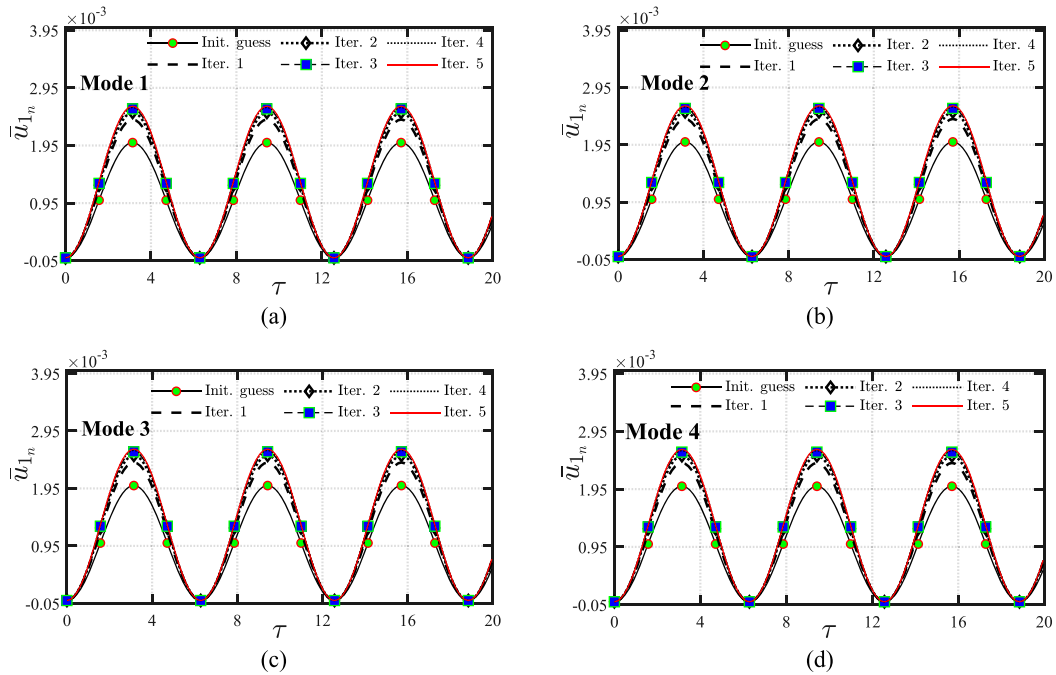 ×10⁻³
3.95
Init. guess Iter. 2 Iter. 4
Iter. 1 Iter. 3 Iter. 5
Mode 1
2.95
1.95
0.95
-0.05
ū₁ₙ
0 4 8 12 16 20
τ
(a)
×10⁻³
3.95
Init. guess Iter. 2 Iter. 4
Iter. 1 Iter. 3 Iter. 5
Mode 2
2.95
1.95
0.95
-0.05
ū₁ₙ
0 4 8 12 16 20
τ
(b)
×10⁻³
3.95
Init. guess Iter. 2 Iter. 4
Iter. 1 Iter. 3 Iter. 5
Mode 3
2.95
1.95
0.95
-0.05
ū₁ₙ
0 4 8 12 16 20
τ
(c)
×10⁻³
3.95
Init. guess Iter. 2 Iter. 4
Iter. 1 Iter. 3 Iter. 5
Mode 4
2.95
1.95
0.95
-0.05
ū₁ₙ
0 4 8 12 16 20
τ
(d)